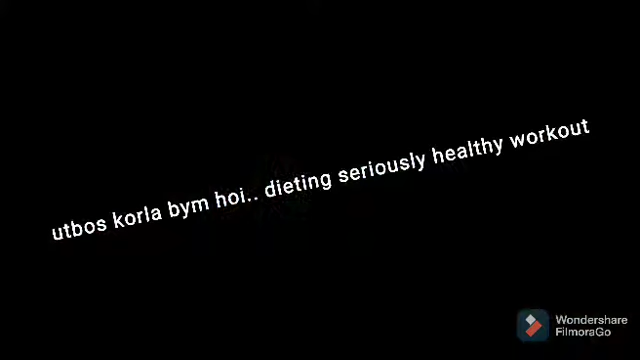 utbos korla bym hoi.. dieting seriously healthy workout
Wondershare
FilmoraGo